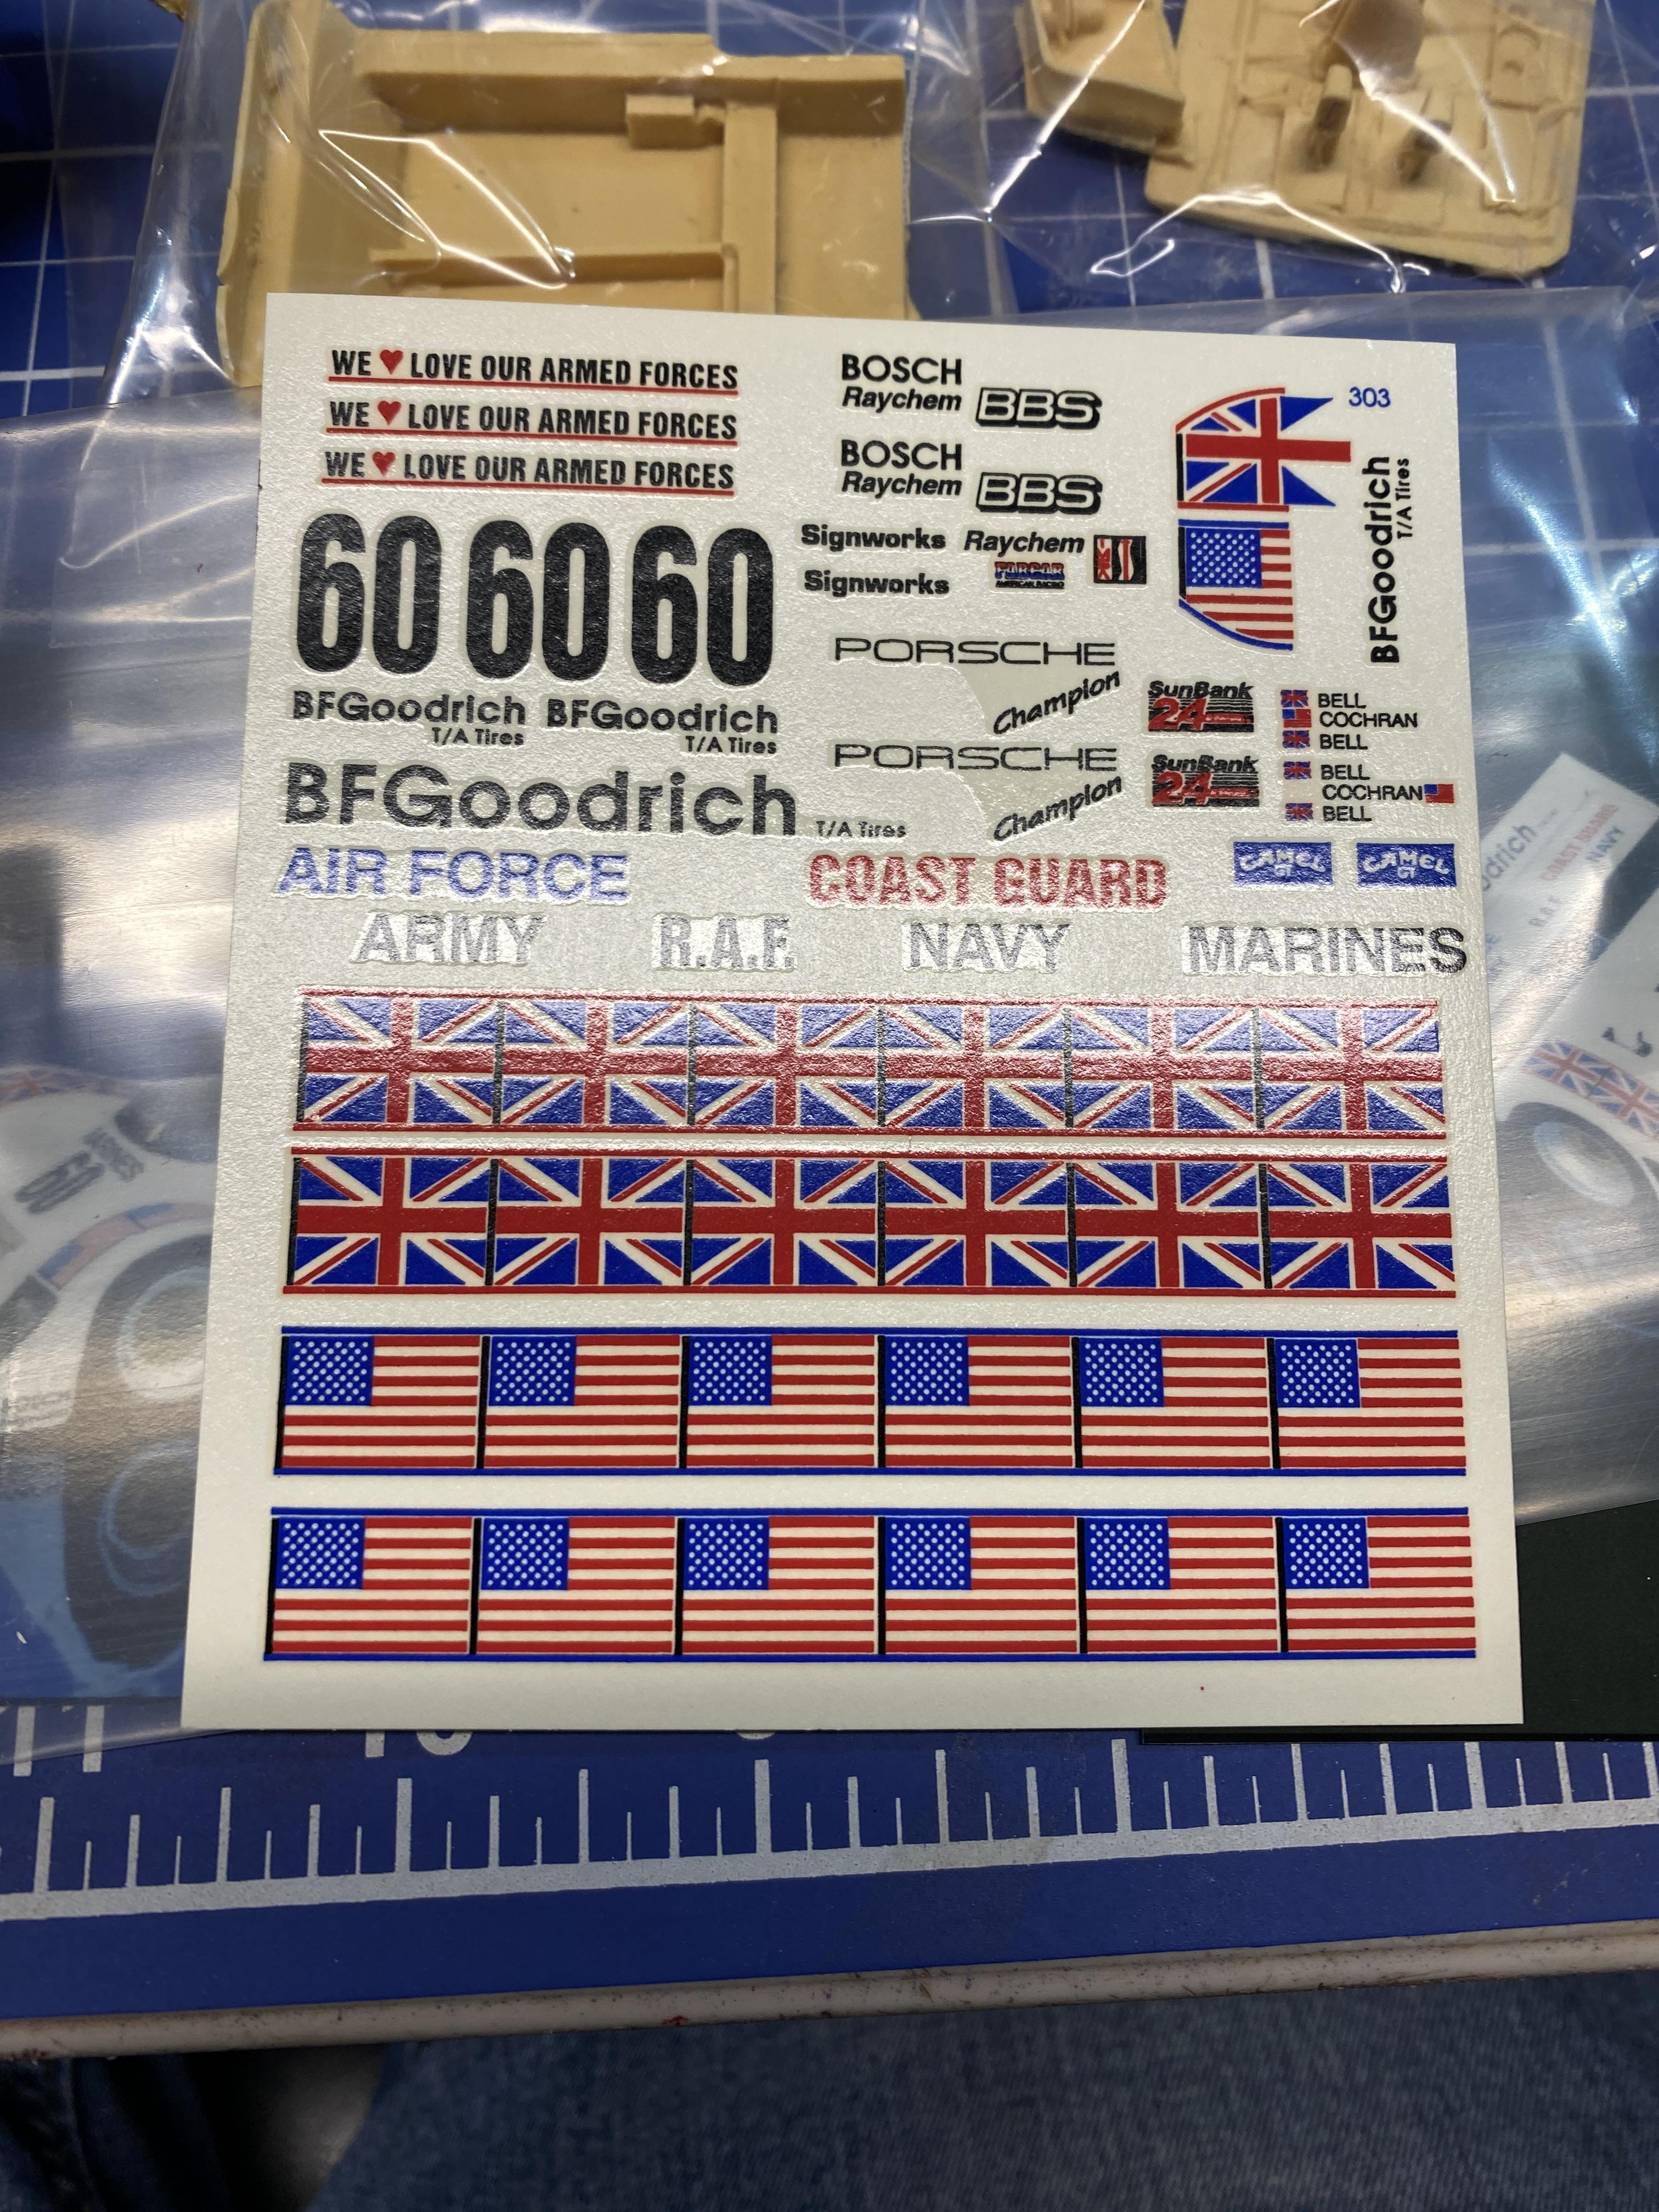 WE ♥ LOVE OUR ARMED FORCES
WE ♥ LOVE OUR ARMED FORCES
WE ♥ LOVE OUR ARMED FORCES
BOSCH
Raychem BBS
BOSCH
Raychem BBS
303
BFGoodrich
T/A Tires
60 60 60
Signworks Raychem
Signworks
PORSCHE
Champion
PORSCHE
Champion
SunBank
24
SunBank
24
BELL
COCHRAN
BELL
BELL
COCHRAN
BELL
BFGoodrich BFGoodrich
T/A Tires T/A Tires
BFGoodrich T/A Tires
AIR FORCE COAST GUARD
CAMEL
GT
CAMEL
GT
ARMY R.A.F. NAVY MARINES
COAST GUARD
NAVY
R.A.F.